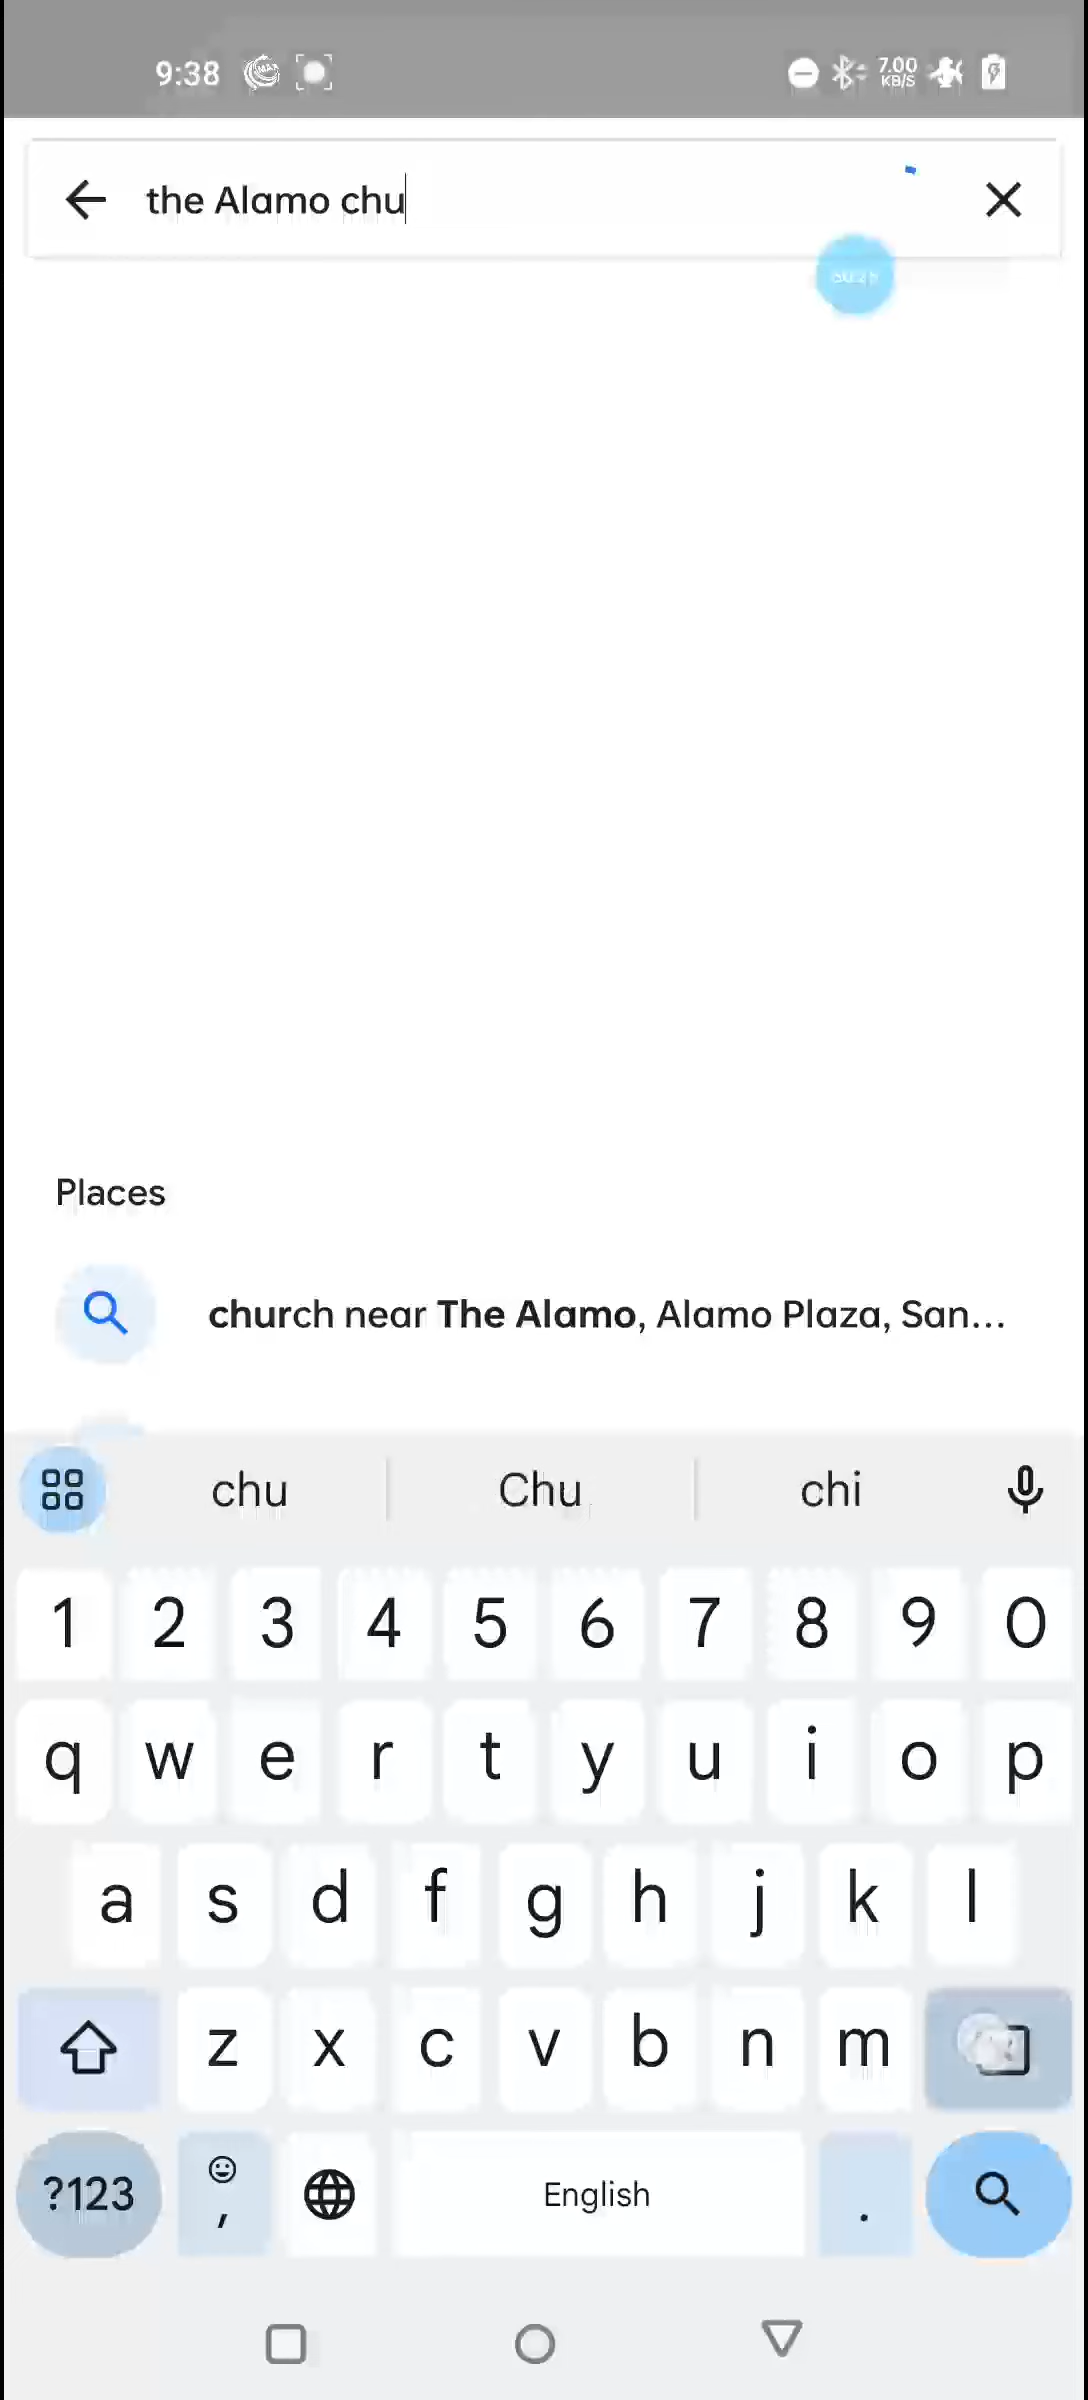 9:38
7.00
KB/S
the Alamo chu
Places
church near The Alamo, Alamo Plaza, San...
chu Chu chi
1 2 3 4 5 6 7 8 9 0
q w e r t y u i o p
a s d f g h j k l
z x c v b n m
?123 , English .